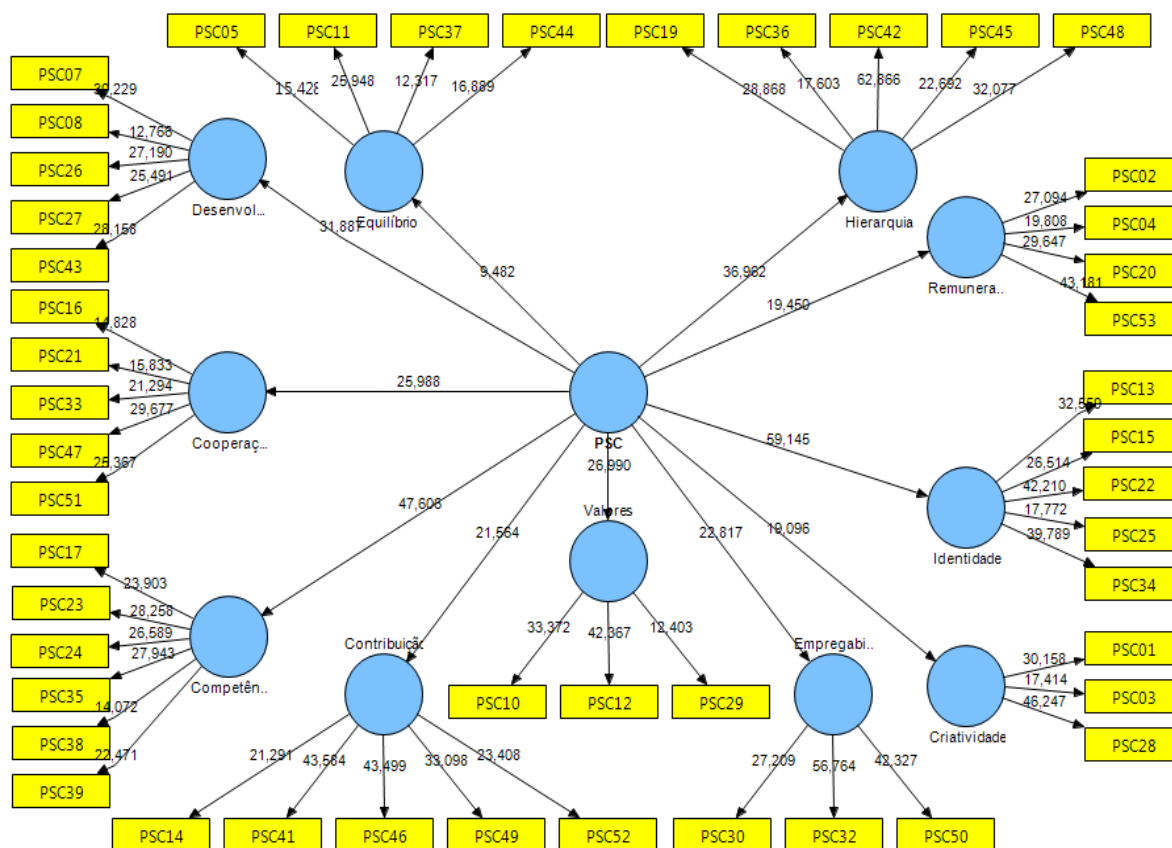 PSC05
PSC11
PSC37
PSC44
PSC19
PSC36
PSC42
PSC45
PSC48
15,428
25,948
12,317
16,889
28,868
17,603
62,866
22,692
32,077
Equilíbrio
Hierarquia
PSC07
PSC08
PSC26
PSC27
PSC43
30,229
12,766
27,190
25,491
28,156
Desenvol...
PSC02
PSC04
PSC20
PSC53
27,094
19,808
29,647
43,181
Remunera...
31,887
9,482
36,962
19,450
PSC16
PSC21
PSC33
PSC47
PSC51
14,828
15,833
21,294
29,677
25,367
Cooperaç...
25,988
PSC
26,990
59,145
PSC13
PSC15
PSC22
PSC25
PSC34
32,559
26,514
42,210
17,772
39,789
Identidade
47,606
21,564
Valores
22,817
19,096
PSC17
PSC23
PSC24
PSC35
PSC38
PSC39
23,903
28,258
26,589
27,943
14,072
22,471
Competên...
Contribuição
33,372
42,367
12,403
PSC10
PSC12
PSC29
Empregabi...
Criatividade
30,158
17,414
46,247
PSC01
PSC03
PSC28
21,291
43,584
43,499
33,098
23,408
PSC14
PSC41
PSC46
PSC49
PSC52
27,209
56,764
42,327
PSC30
PSC32
PSC50